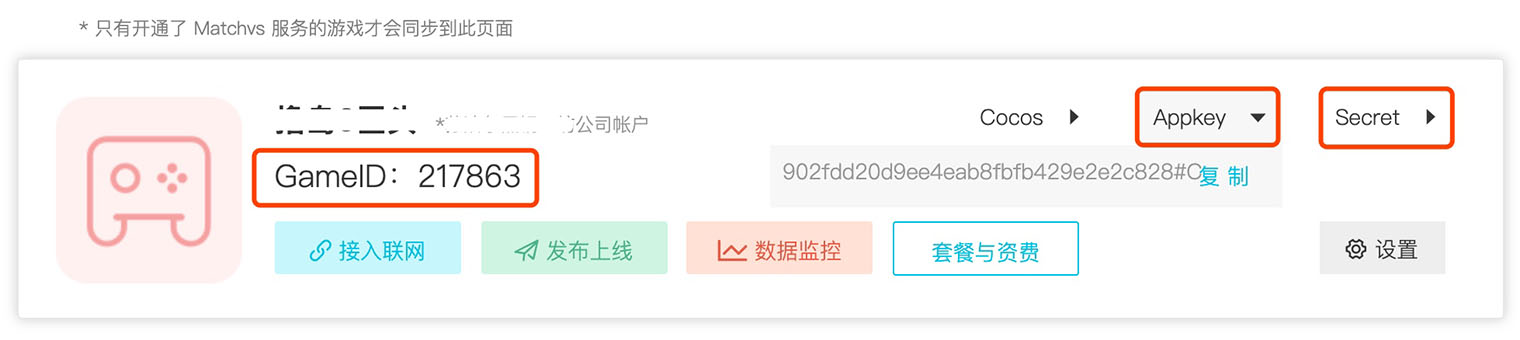 * 只有开通了 Matchvs 服务的游戏才会同步到此页面
公司帐户
Cocos
Appkey
Secret
GameID：217863
902fdd20d9ee4eab8fbfb429e2e2c828#C
复 制
接入联网
发布上线
数据监控
套餐与资费
设置